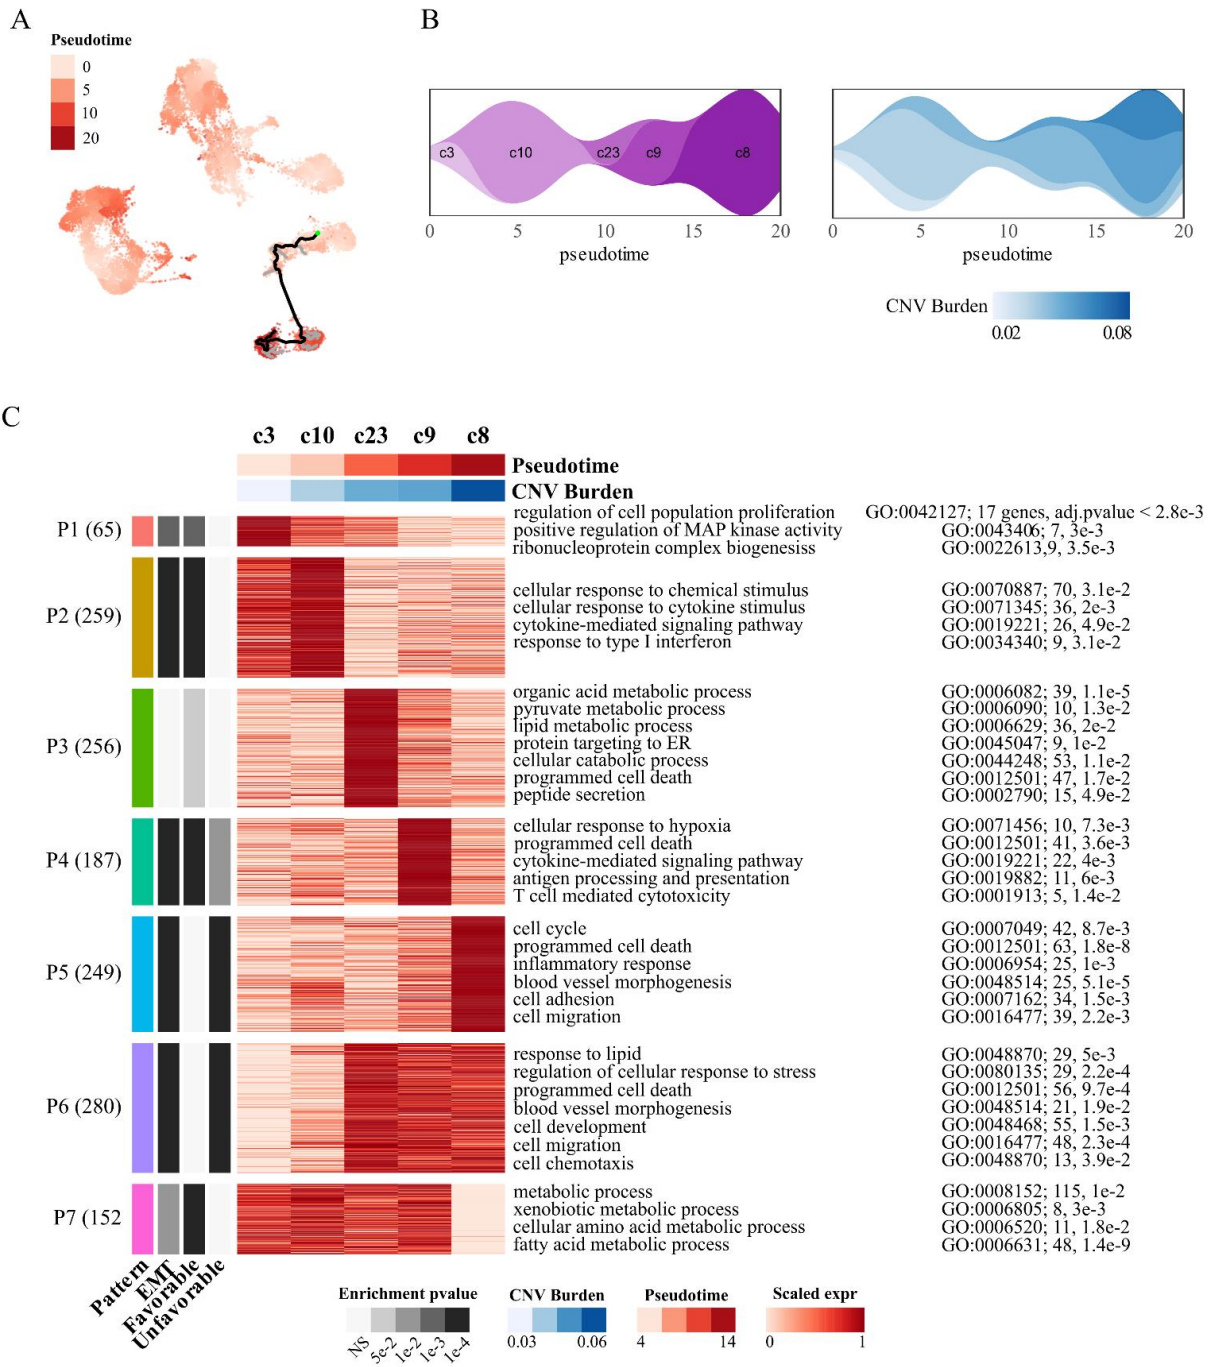 A
Pseudotime
0
5
10
20
B
c3
c10
c23
c9
c8
0 5 10 15 20
pseudotime
0 5 10 15 20
pseudotime
CNV Burden
0.02 0.08
C
c3 c10 c23 c9 c8
Pseudotime
CNV Burden
P1 (65)
regulation of cell population proliferation GO:0042127; 17 genes, adj.pvalue < 2.8e-3
positive regulation of MAP kinase activity GO:0043406; 7, 3e-3
ribonucleoprotein complex biogenesiss GO:0022613,9, 3.5e-3
P2 (259)
cellular response to chemical stimulus GO:0070887; 70, 3.1e-2
cellular response to cytokine stimulus GO:0071345; 36, 2e-3
cytokine-mediated signaling pathway GO:0019221; 26, 4.9e-2
response to type I interferon GO:0034340; 9, 3.1e-2
P3 (256)
organic acid metabolic process GO:0006082; 39, 1.1e-5
pyruvate metabolic process GO:0006090; 10, 1.3e-2
lipid metabolic process GO:0006629; 36, 2e-2
protein targeting to ER GO:0045047; 9, 1e-2
cellular catabolic process GO:0044248; 53, 1.1e-2
programmed cell death GO:0012501; 47, 1.7e-2
peptide secretion GO:0002790; 15, 4.9e-2
P4 (187)
cellular response to hypoxia GO:0071456; 10, 7.3e-3
programmed cell death GO:0012501; 41, 3.6e-3
cytokine-mediated signaling pathway GO:0019221; 22, 4e-3
antigen processing and presentation GO:0019882; 11, 6e-3
T cell mediated cytotoxicity GO:0001913; 5, 1.4e-2
P5 (249)
cell cycle GO:0007049; 42, 8.7e-3
programmed cell death GO:0012501; 63, 1.8e-8
inflammatory response GO:0006954; 25, 1e-3
blood vessel morphogenesis GO:0048514; 25, 5.1e-5
cell adhesion GO:0007162; 34, 1.5e-3
cell migration GO:0016477; 39, 2.2e-3
P6 (280)
response to lipid GO:0048870; 29, 5e-3
regulation of cellular response to stress GO:0080135; 29, 2.2e-4
programmed cell death GO:0012501; 56, 9.7e-4
blood vessel morphogenesis GO:0048514; 21, 1.9e-2
cell development GO:0048468; 55, 1.5e-3
cell migration GO:0016477; 48, 2.3e-4
cell chemotaxis GO:0048870; 13, 3.9e-2
P7 (152
metabolic process GO:0008152; 115, 1e-2
xenobiotic metabolic process GO:0006805; 8, 3e-3
cellular amino acid metabolic process GO:0006520; 11, 1.8e-2
fatty acid metabolic process GO:0006631; 48, 1.4e-9
Pattern
EMT
Favorable
Unfavorable
Enrichment pvalue
NS 5e-2 1e-2 1e-3 1e-4
CNV Burden
0.03 0.06
Pseudotime
4 14
Scaled expr
0 1